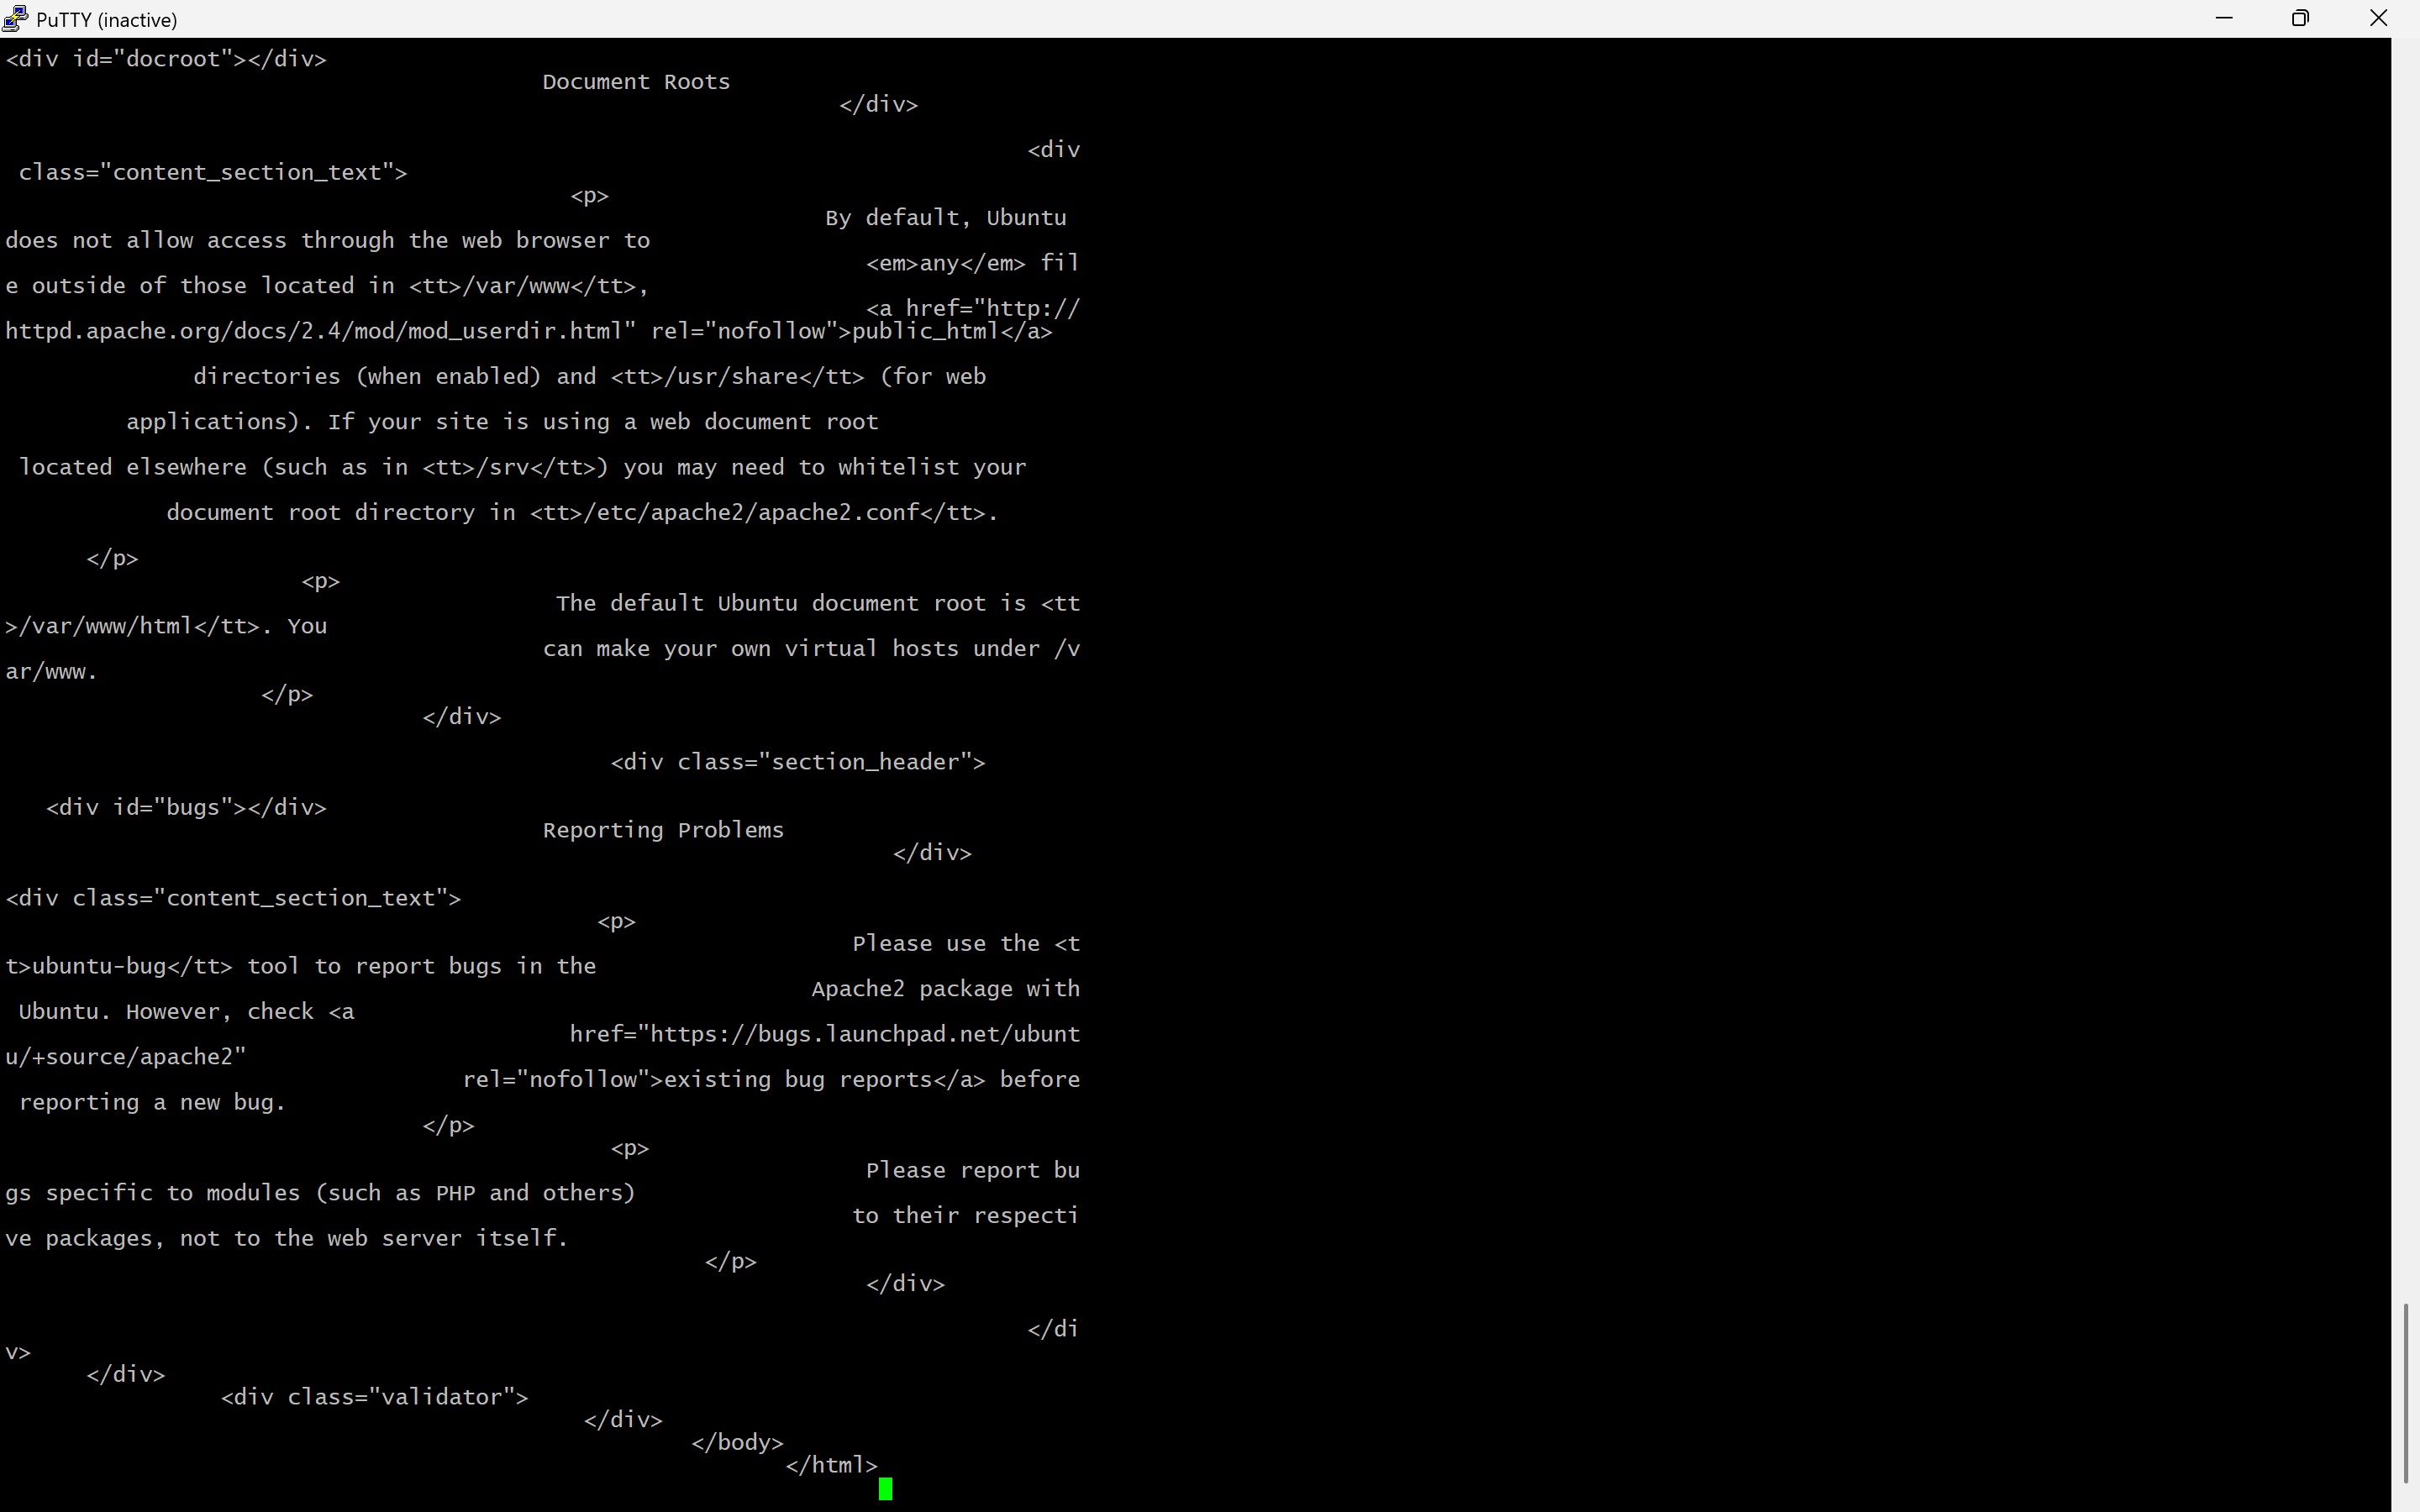 PuTTY (inactive)
<div id="docroot"></div>
Document Roots
</div>
<div
class="content_section_text">
<p>
By default, Ubuntu
does not allow access through the web browser to
<em>any</em> fil
e outside of those located in <tt>/var/www</tt>,
<a href="http://
httpd.apache.org/docs/2.4/mod/mod_userdir.html" rel="nofollow">public_html</a>
directories (when enabled) and <tt>/usr/share</tt> (for web
applications). If your site is using a web document root
located elsewhere (such as in <tt>/srv</tt>) you may need to whitelist your
document root directory in <tt>/etc/apache2/apache2.conf</tt>.
</p>
<p>
The default Ubuntu document root is <tt
>/var/www/html</tt>. You
can make your own virtual hosts under /v
ar/www.
</p>
</div>
<div class="section_header">
<div id="bugs"></div>
Reporting Problems
</div>
<div class="content_section_text">
<p>
Please use the <t
t>ubuntu-bug</tt> tool to report bugs in the
Apache2 package with
Ubuntu. However, check <a
href="https://bugs.launchpad.net/ubunt
u/+source/apache2"
rel="nofollow">existing bug reports</a> before
reporting a new bug.
</p>
<p>
Please report bu
gs specific to modules (such as PHP and others)
to their respecti
ve packages, not to the web server itself.
</p>
</div>
</di
v>
</div>
<div class="validator">
</div>
</body>
</html>